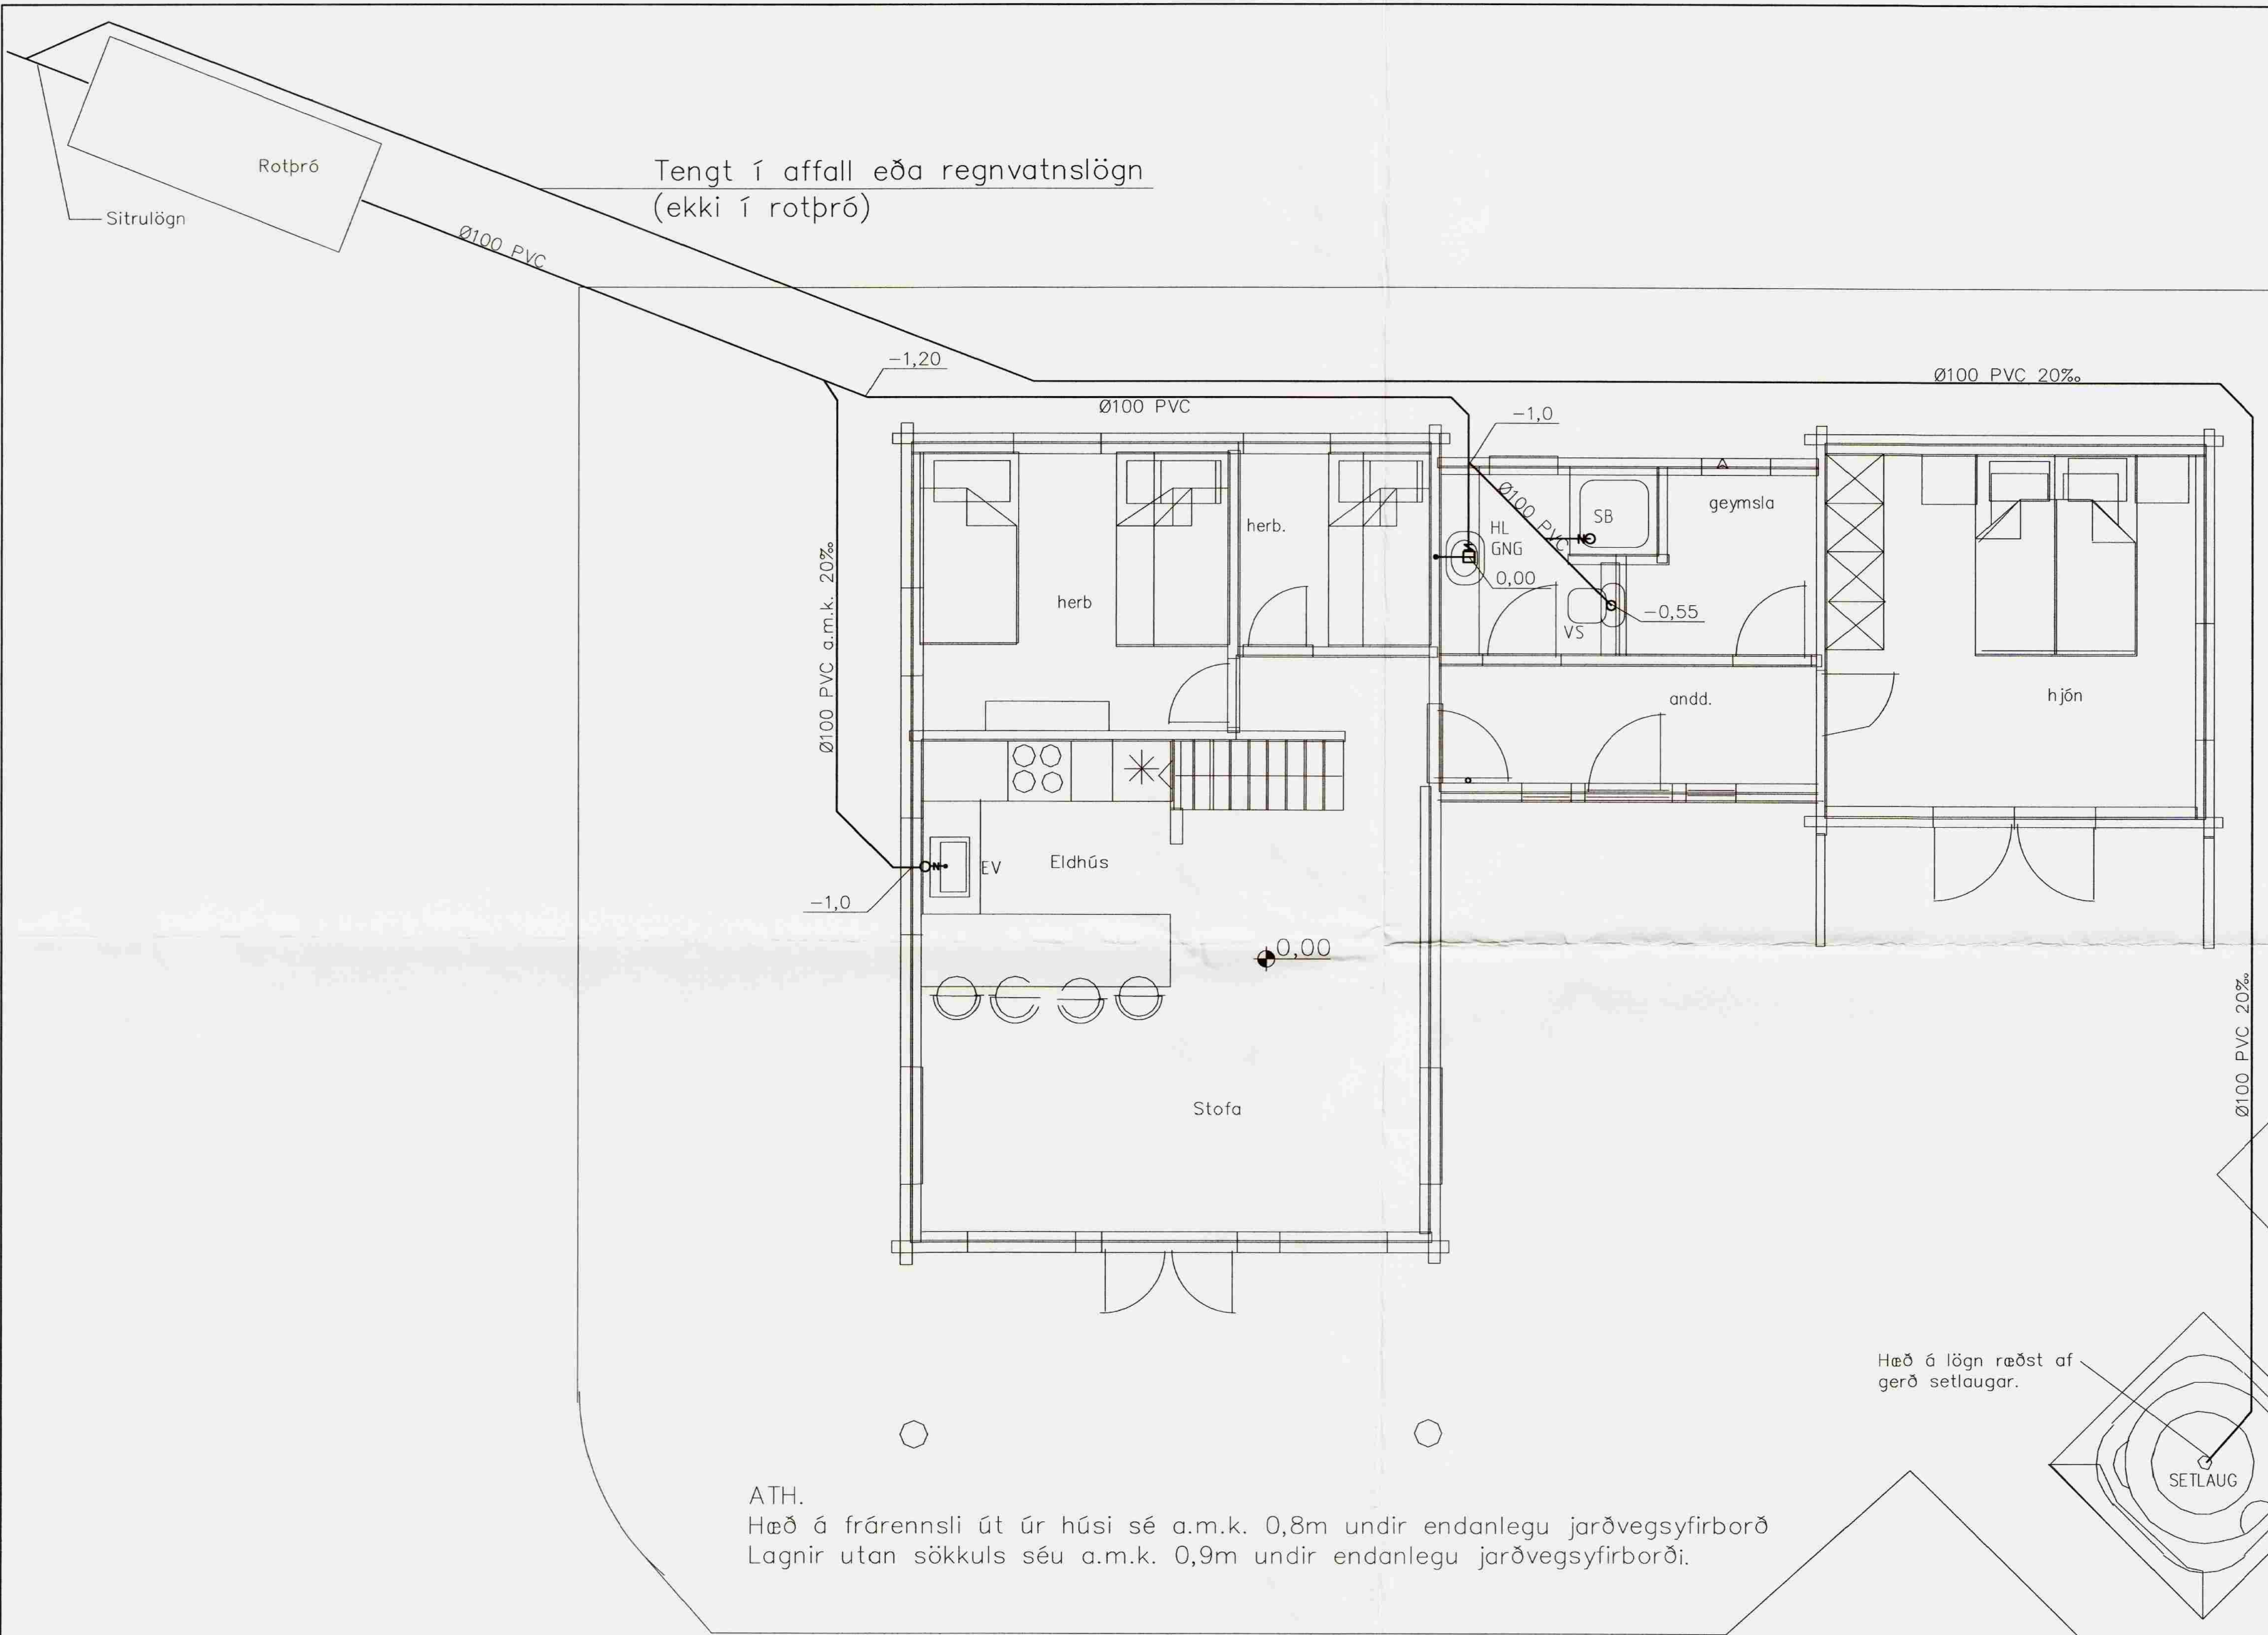 Rotþró
Sitrulögn
Tengt í affall eða regnvatnslögn
(ekki í rotþró)
Ø100 PVC
-1,20
Ø100 PVC
Ø100 PVC 20‰
-1,0
Ø100 PVC
SB
geymsla
HL
GNG
0,00
-0,55
VS
herb.
herb
Ø100 PVC a.m.k. 20‰
andd.
hjón
EV
Eldhús
-1,0
0,00
Stofa
Ø100 PVC 20‰
Hæð á lögn ræðst af
gerð setlaugar.
SETLAUG
ATH.
Hæð á frárennsli út úr húsi sé a.m.k. 0,8m undir endanlegu jarðvegsyfirborð
Lagnir utan sökkuls séu a.m.k. 0,9m undir endanlegu jarðvegsyfirborði.